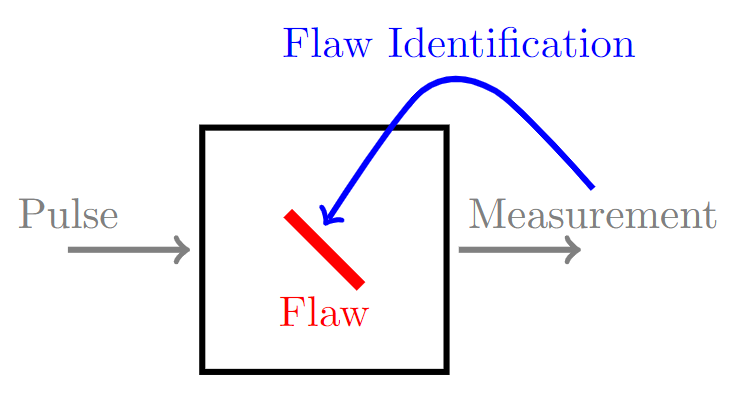 Flaw Identification
Pulse
Measurement
Flaw